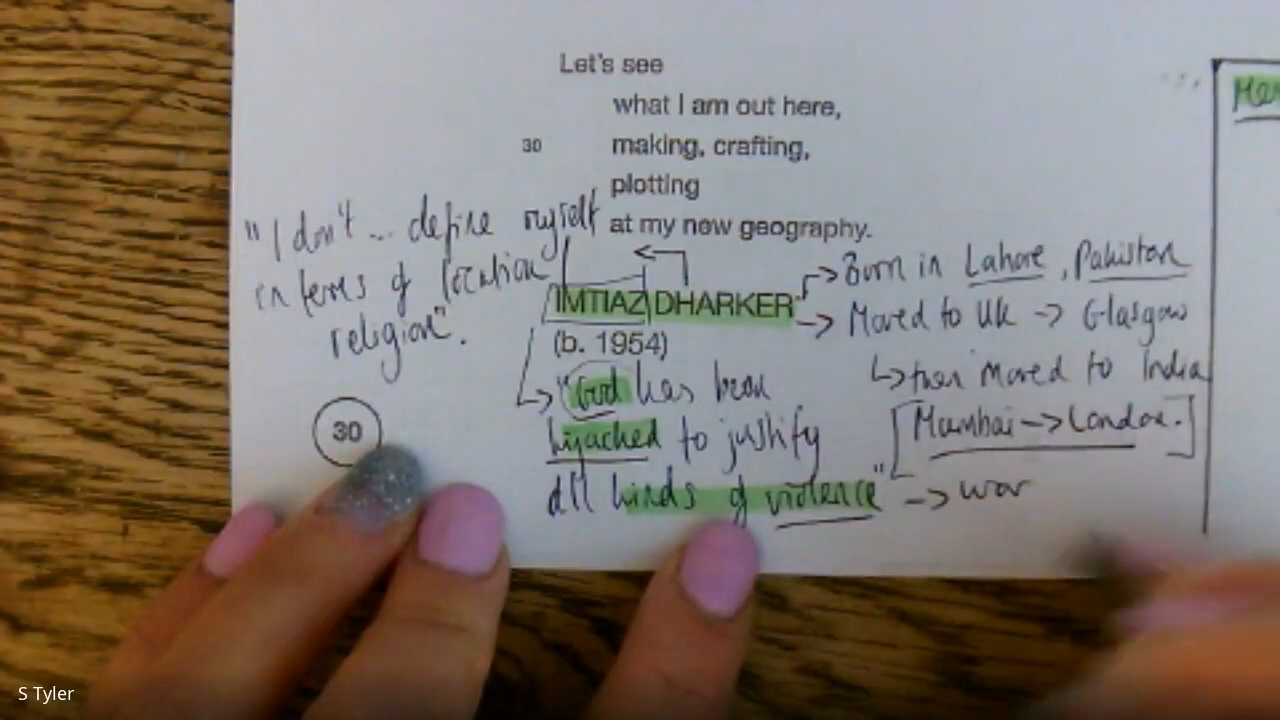 Let's see
what I am out here,
30 making, crafting,
plotting
at my new geography.
"I don't ... define myself
in terms of location
religion".
IMTIAZ DHARKER
(b. 1954)
Born in Lahore, Pakistan
Moved to UK -> Glasgow
then moved to India
[Mumbai -> London.]
"God has been
hijacked to justify
all kinds of violence" -> war
30
S Tyler